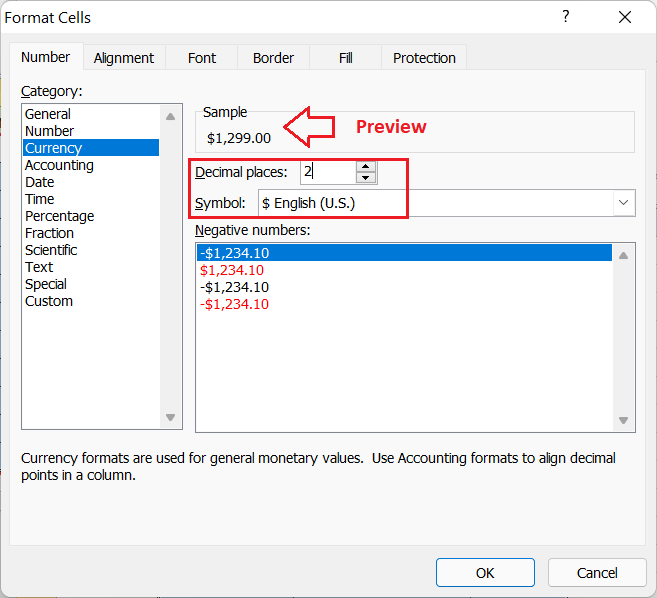 Format Cells
?
Number Alignment Font Border Fill Protection
Category:
General
Number
Currency
Accounting
Date
Time
Percentage
Fraction
Scientific
Text
Special
Custom
Sample
$1,299.00
Preview
Decimal places: 2
Symbol: $ English (U.S.)
Negative numbers:
-$1,234.10
$1,234.10
-$1,234.10
-$1,234.10
Currency formats are used for general monetary values.  Use Accounting formats to align decimal
points in a column.
OK Cancel